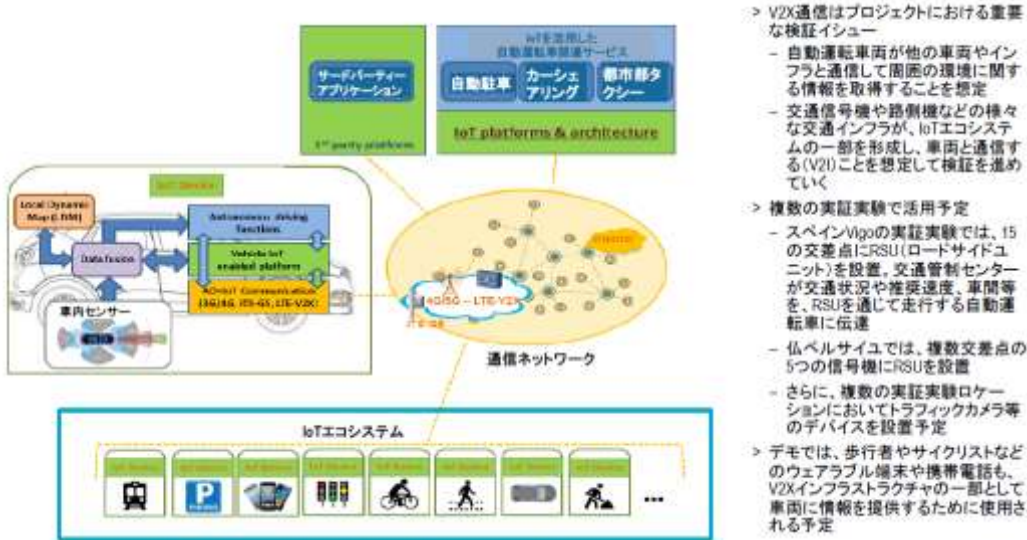 IoTを活用した
自動運転車関連サービス
サードパーティー
アプリケーション
自動駐車
カーシェ
アリング
都市部タ
クシー
3rd party platforms
IoT platforms & architecture
IoT device
Local Dynamic
Map (LDM)
Data fusion
Autonomous driving
functions
Vehicle IoT
enabled platform
AD-IoT Communication
(3G/4G, ITS-G5, LTE-V2X)
車内センサー
4G/5G – LTE-V2X
通信ネットワーク
IoTエコシステム
...
> V2X通信はプロジェクトにおける重要
な検証イシュー
– 自動運転車両が他の車両やイン
フラと通信して周囲の環境に関す
る情報を取得することを想定
– 交通信号機や路側機などの様々
な交通インフラが、IoTエコシステ
ムの一部を形成し、車両と通信す
る(V2I)ことを想定して検証を進め
ていく
> 複数の実証実験で活用予定
– スペインVigoの実証実験では、15
の交差点にRSU(ロードサイドユ
ニット)を設置。交通管制センター
が交通状況や推奨速度、車間等
を、RSUを通じて走行する自動運
転車に伝達
– 仏ベルサイユでは、複数交差点の
5つの信号機にRSUを設置
– さらに、複数の実証実験ロケー
ションにおいてトラフィックカメラ等
のデバイスを設置予定
> デモでは、歩行者やサイクリストなど
のウェアラブル端末や携帯電話も、
V2Xインフラストラクチャの一部として
車両に情報を提供するために使用さ
れる予定